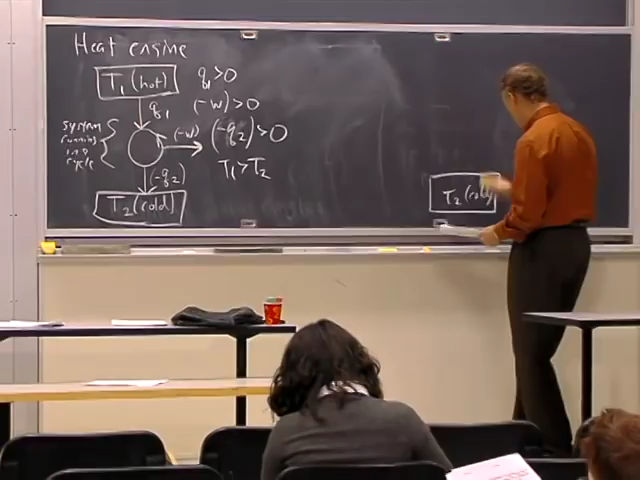 Heat engine
T₁ (hot)
q₁>0
q₁
(-w)>0
system
running
in a
cycle
(-w)
(-q₂)>0
(-q₂)
T₁>T₂
T₂ (cold)
T₂ (cold)